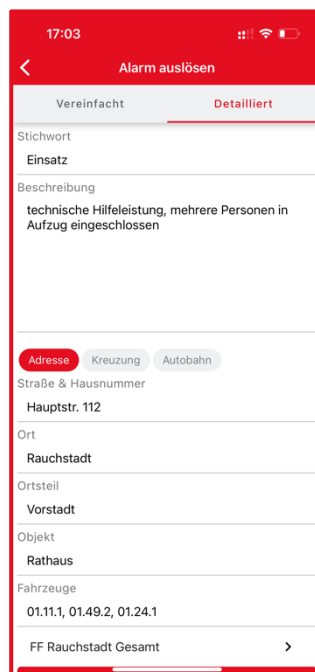 17:03
Alarm auslösen
Vereinfacht
Detailliert
Stichwort
Einsatz
Beschreibung
technische Hilfeleistung, mehrere Personen in
Aufzug eingeschlossen
Adresse
Kreuzung
Autobahn
Straße & Hausnummer
Hauptstr. 112
Ort
Rauchstadt
Ortsteil
Vorstadt
Objekt
Rathaus
Fahrzeuge
01.11.1, 01.49.2, 01.24.1
FF Rauchstadt Gesamt